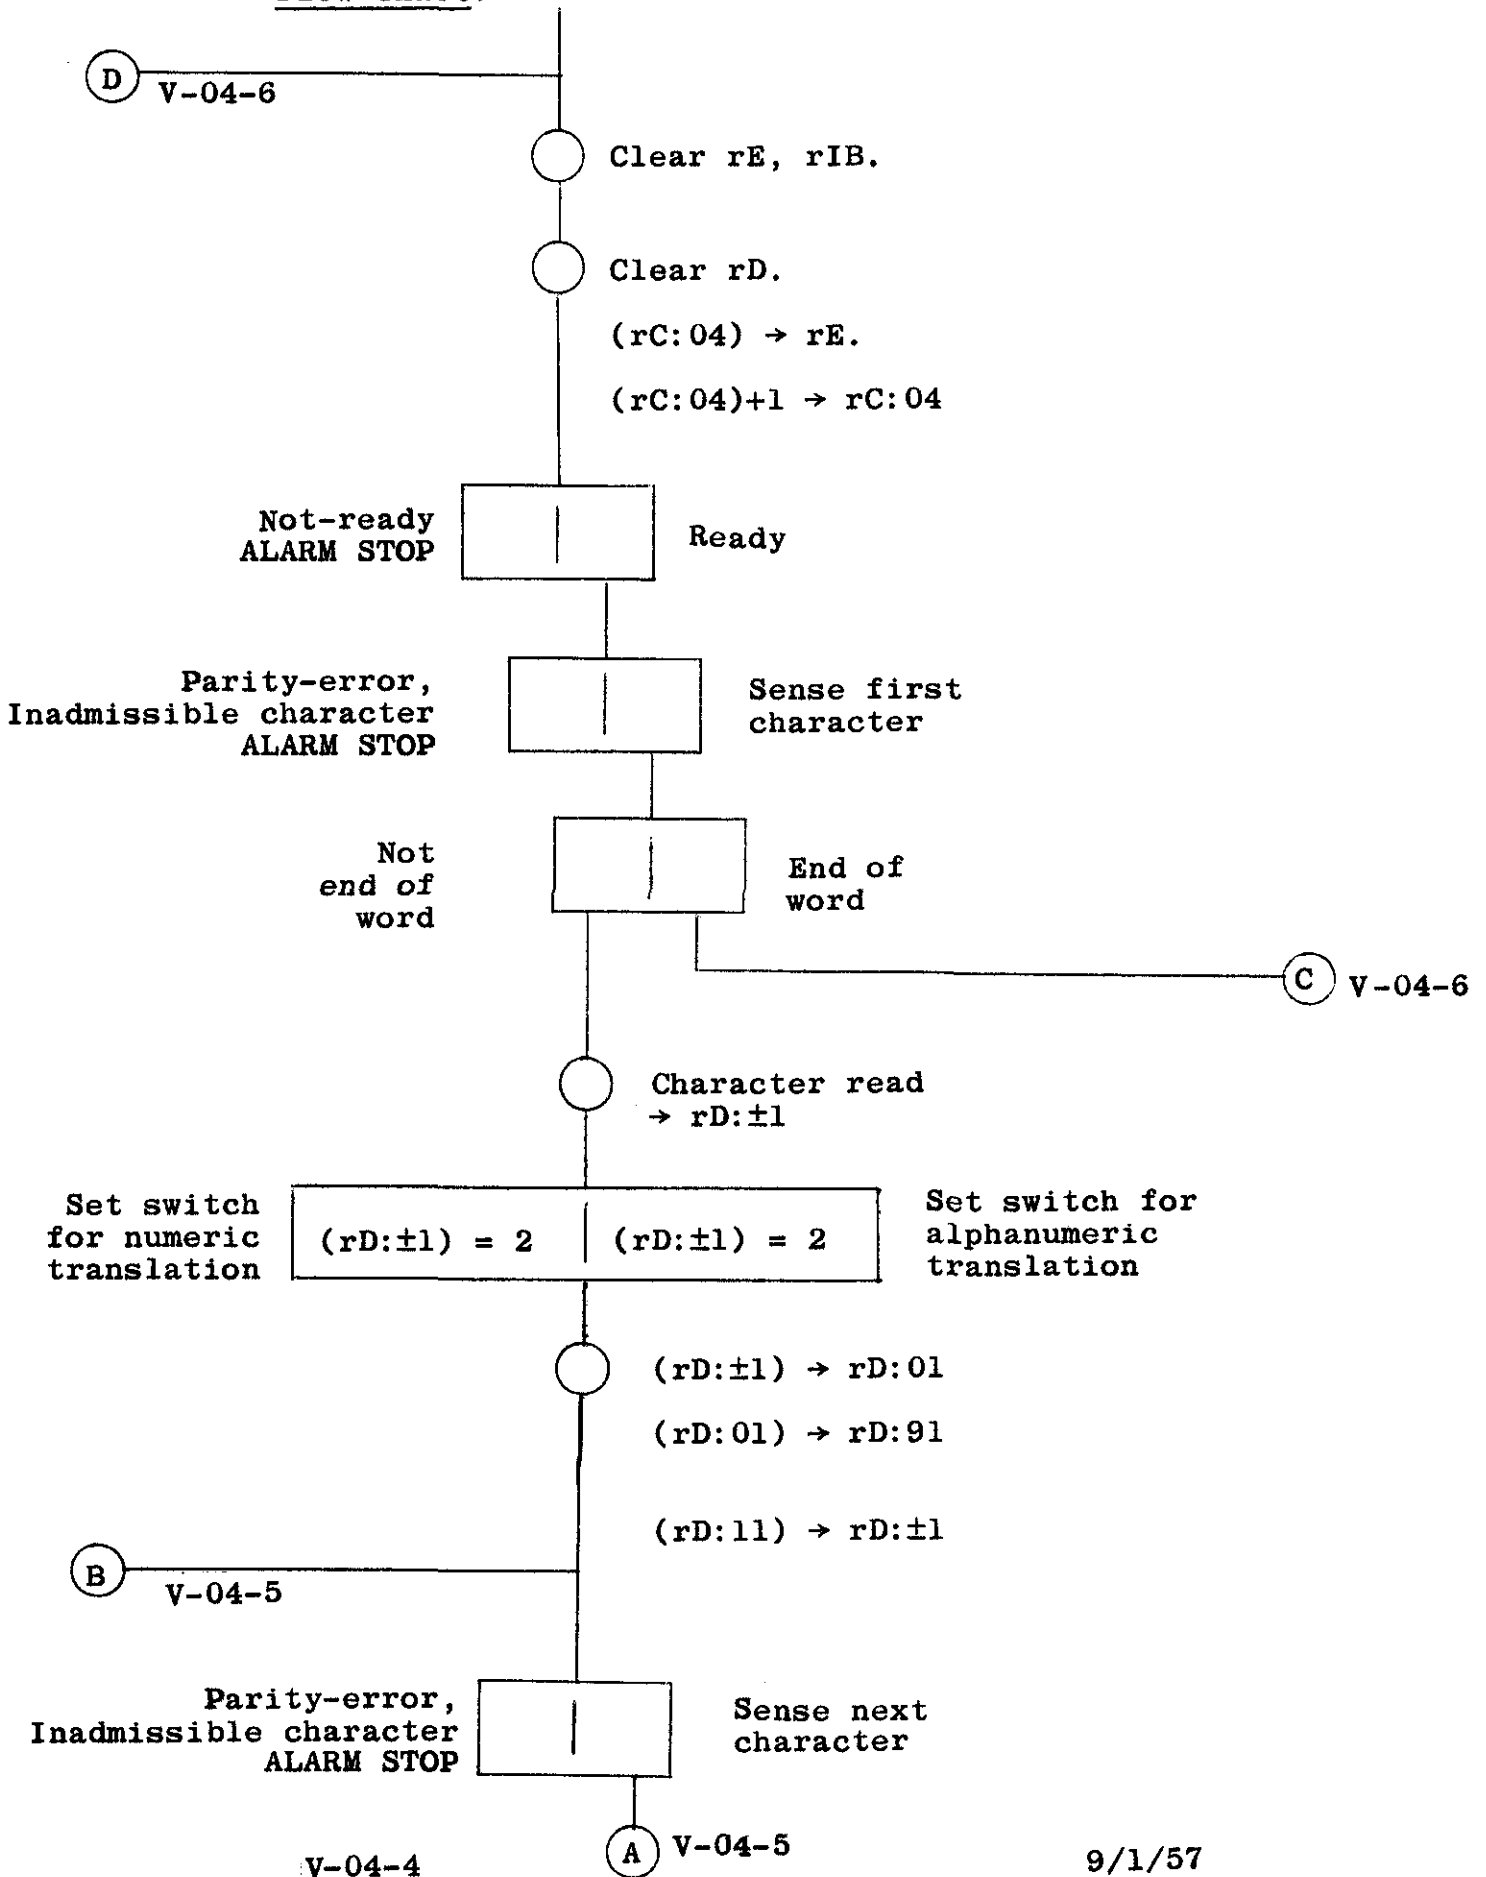 D
V-04-6
Clear rE, rIB.
Clear rD.
(rC:04) → rE.
(rC:04)+1 → rC:04
Not-ready
ALARM STOP
Ready
Parity-error,
Inadmissible character
ALARM STOP
Sense first
character
Not
end of
word
End of
word
C
V-04-6
Character read
→ rD:±1
Set switch
for numeric
translation
(rD:±1) = 2
(rD:±1) = 2
Set switch for
alphanumeric
translation
(rD:±1) → rD:01
(rD:01) → rD:91
(rD:11) → rD:±1
B
V-04-5
Parity-error,
Inadmissible character
ALARM STOP
Sense next
character
A
V-04-5
V-04-4
9/1/57